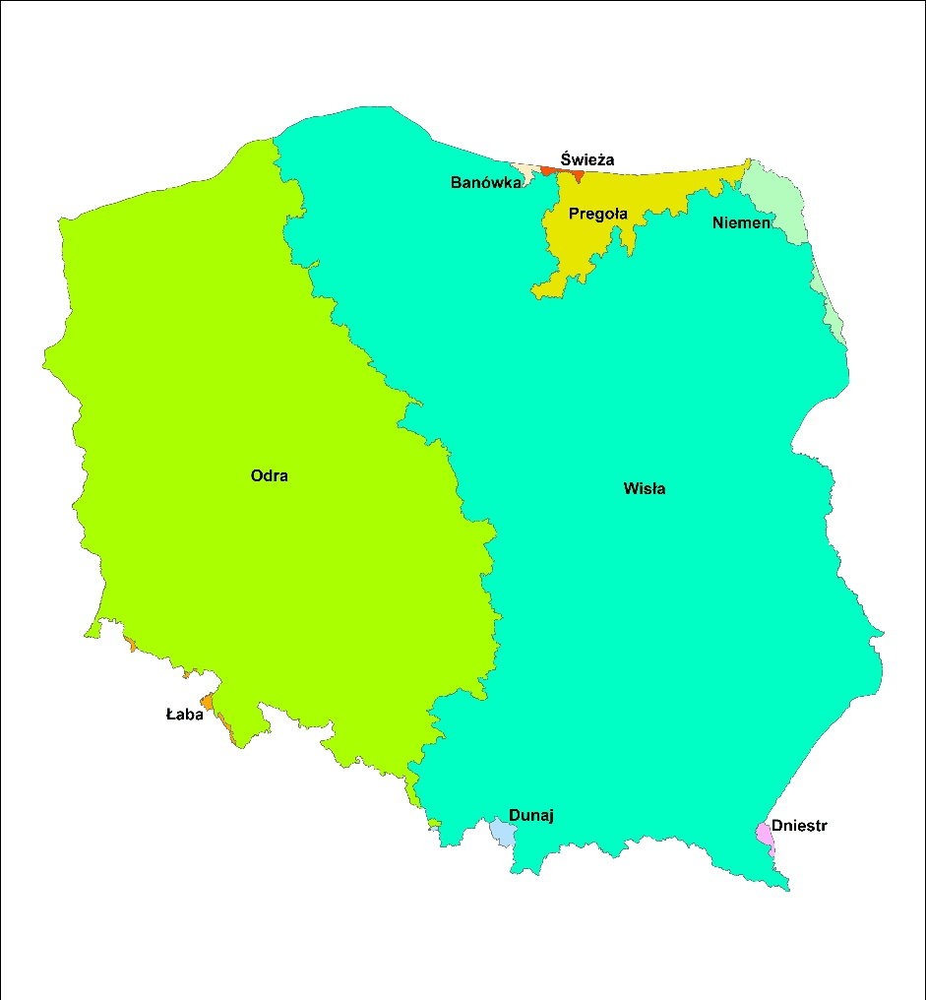 Świeża
Banówka
Pregoła
Niemen
Odra
Wisła
Łaba
Dunaj
Dniestr